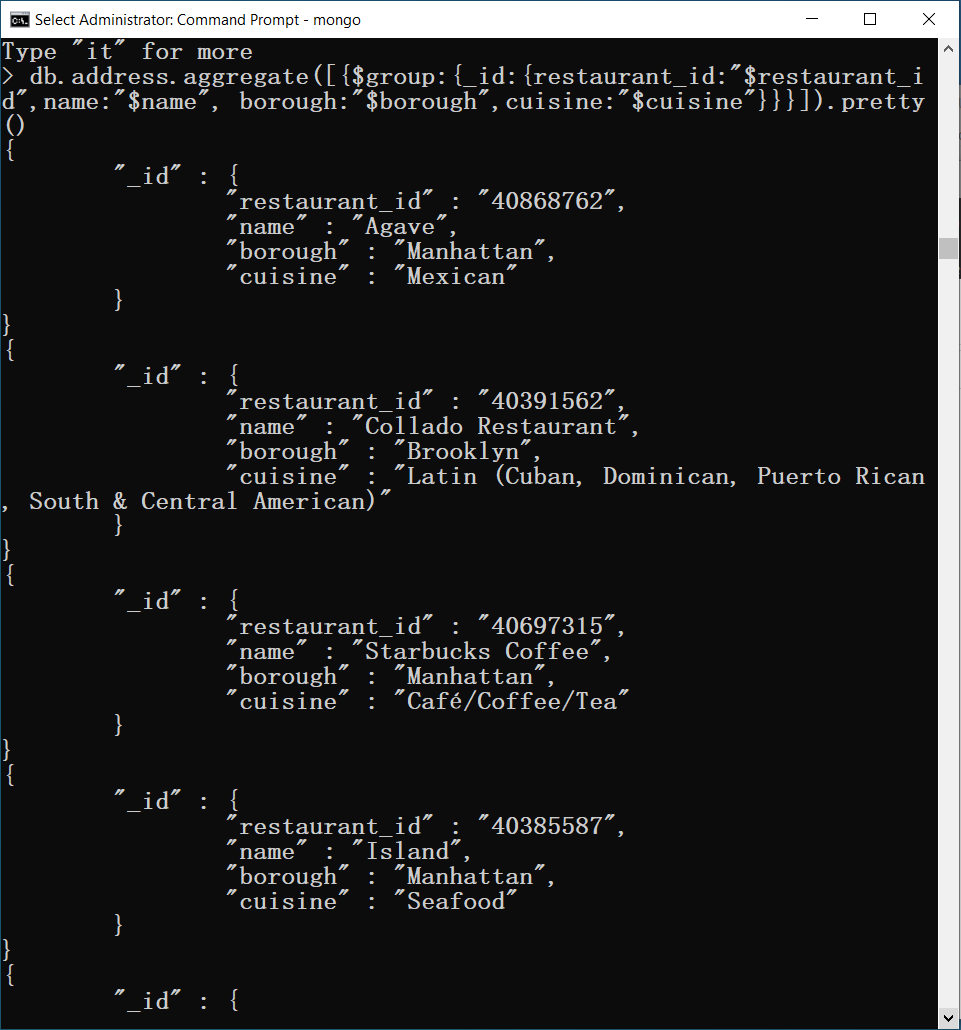 Select Administrator: Command Prompt - mongo
Type "it" for more
> db.address.aggregate([{$group:{_id:{restaurant_id:"$restaurant_i
d",name:"$name", borough:"$borough",cuisine:"$cuisine"}}}]).pretty
()
{
"_id" : {
"restaurant_id" : "40868762",
"name" : "Agave",
"borough" : "Manhattan",
"cuisine" : "Mexican"
}
}
{
"_id" : {
"restaurant_id" : "40391562",
"name" : "Collado Restaurant",
"borough" : "Brooklyn",
"cuisine" : "Latin (Cuban, Dominican, Puerto Rican
, South & Central American)"
}
}
{
"_id" : {
"restaurant_id" : "40697315",
"name" : "Starbucks Coffee",
"borough" : "Manhattan",
"cuisine" : "Café/Coffee/Tea"
}
}
{
"_id" : {
"restaurant_id" : "40385587",
"name" : "Island",
"borough" : "Manhattan",
"cuisine" : "Seafood"
}
}
{
"_id" : {